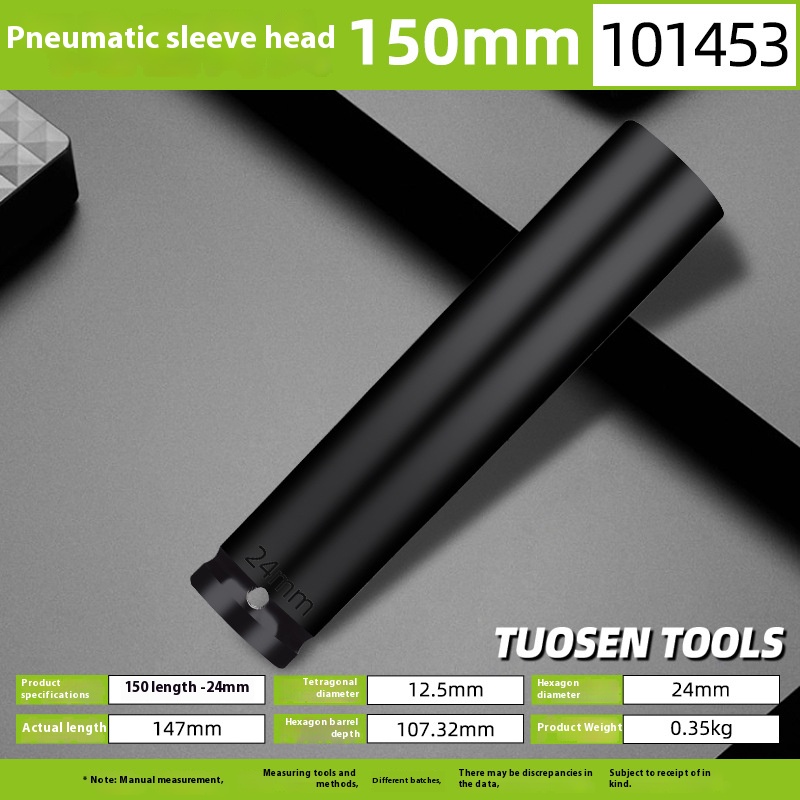 Pneumatic sleeve head 150mm 101453
24mm
TUOSEN TOOLS
Product specifications
150 length -24mm
Tetragonal diameter
12.5mm
Hexagon diameter
24mm
Actual length
147mm
Hexagon barrel depth
107.32mm
Product Weight
0.35kg
* Note: Manual measurement,
Measuring tools and methods,
Different batches,
There may be discrepancies in the data,
Subject to receipt of in kind.